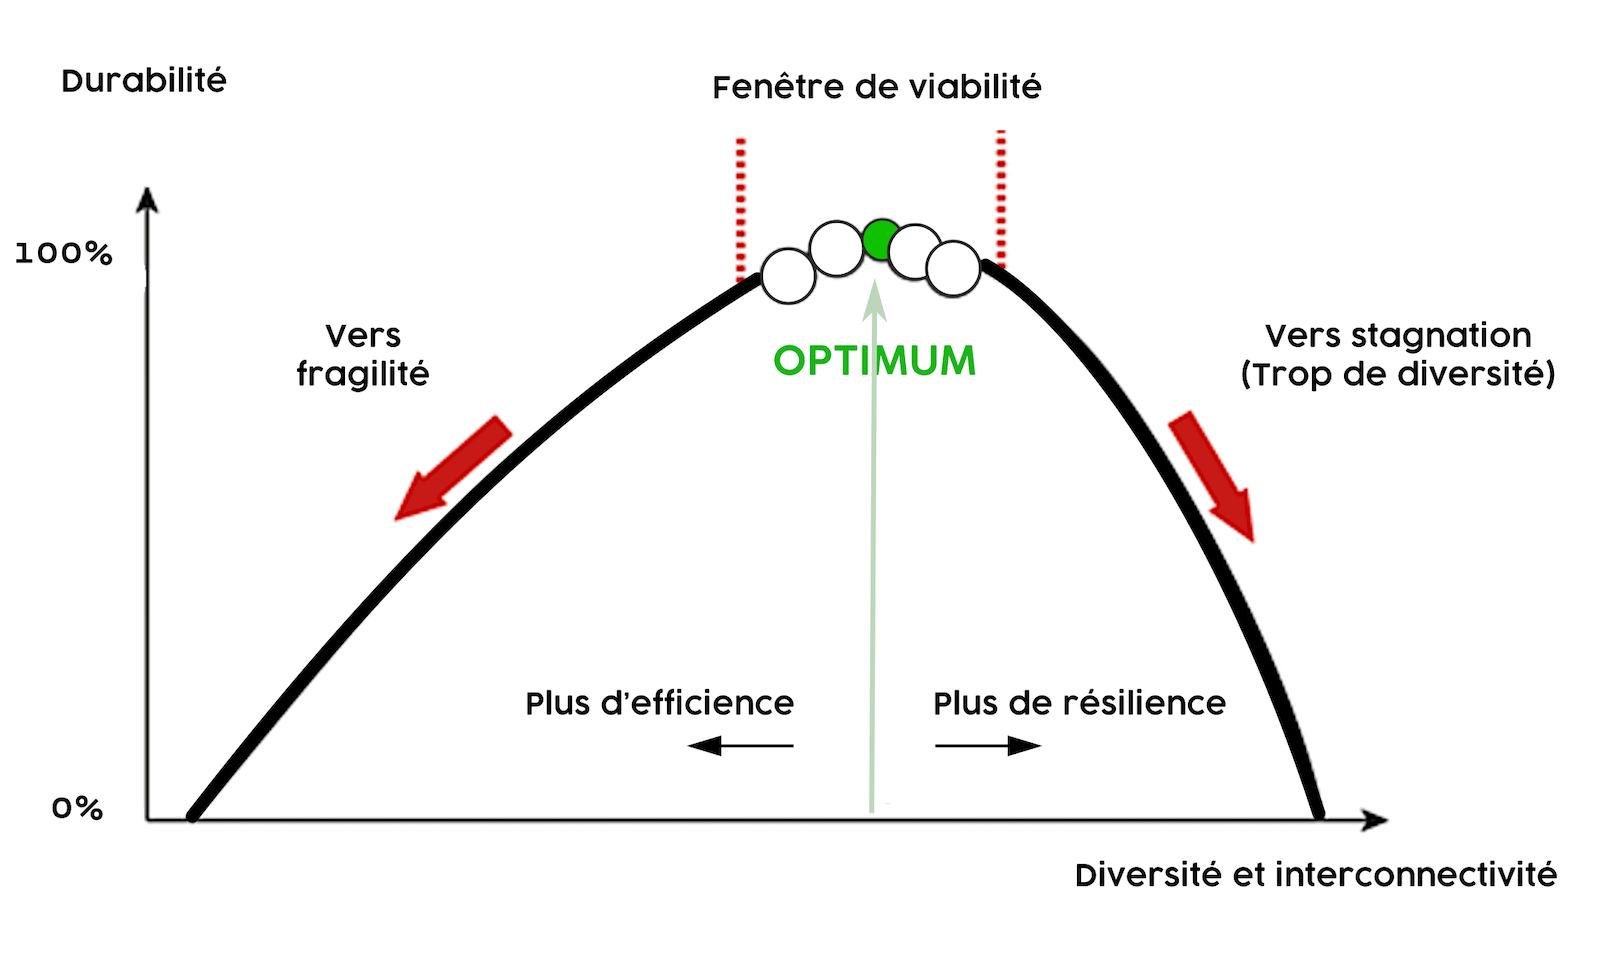 Durabilité
Fenêtre de viabilité
100%
Vers
fragilité
OPTIMUM
Vers stagnation
(Trop de diversité)
Plus d’efficience
Plus de résilience
0%
Diversité et interconnectivité